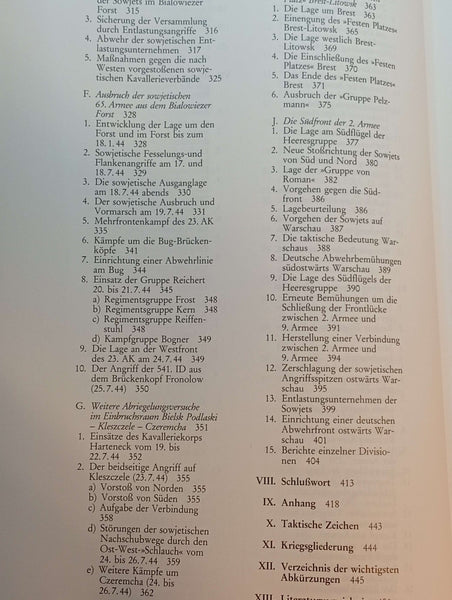 der Sowjets im Bialowiezer
Forst 315
3. Sicherung der Versammlung
durch Entlastungsangriffe 316
4. Abwehr der sowjetischen Ent-
lastungsunternehmen 317
5. Maßnahmen gegen die nach
Westen vorgestoßenen sowje-
tischen Kavallerieverbände 325
F. Ausbruch der sowjetischen
65. Armee aus dem Bialowiezer
Forst 328
1. Entwicklung der Lage um den
Forst und im Forst bis zum
18. 1. 44 328
2. Sowjetische Fesselungs-und
Flankenangriffe am 17. und
18. 7. 44 329
3. Die sowjetische Ausganglage
am 18. 7. 44 abends 330
4. Der sowjetische Ausbruch und
Vormarsch am 19. 7. 44 331
5. Mehrfrontenkampf des 23. AK
335
6. Kämpfe um die Bug-Brücken-
köpfe 341
7. Einrichtung einer Abwehrlinie
am Bug 344
8. Einsatz der Gruppe Reichert
20. bis 21. 7. 44 345
a) Regimentsgruppe Frost 348
b) Regimentsgruppe Kern 348
c) Regimentsgruppe Reiffen-
stuhl 348
d) Kampfgruppe Bogner 349
9. Die Lage an der Westfront
des 23. AK am 24. 7. 44 349
10. Der Angriff der 541. ID aus
dem Brückenkopf Fronolow
(25. 7. 44) 350
G. Weitere Abriegelungsversuche
im Einbruchsraum Bielsk Podlaski
– Kleszczele – Czeremcha 351
1. Einsätze des Kavalleriekorps
Harteneck vom 19. bis
22. 7. 44 352
2. Der beidseitige Angriff auf
Kleszczele (23. 7. 44) 355
a) Vorstoß von Norden 355
b) Vorstoß von Süden 355
c) Aufgabe der Verbindung
358
d) Störungen der sowjetischen
Nachschubwege durch den
Ost-West-»Schlauch« vom
24. bis 26. 7. 44 359
e) Weitere Kämpfe um
Czeremcha (24. bis
26. 7. 44) 362
Platzes« Brest-Litowsk 363
1. Die Lage um Brest 363
2. Einengung des »Festen Platzes«
Brest-Litowsk 365
3. Die Lage westlich Brest-
Litowsk 369
4. Die Einschließung des »Festen
Platzes« Brest 370
5. Das Ende des »Festen Platzes«
Brest 371
6. Ausbruch der »Gruppe Pelz-
mann« 375
J. Die Südfront der 2. Armee
1. Die Lage am Südflügel der
Heeresgruppe 377
2. Neue Stoßrichtung der Sowjets
von Süd und Nord 380
3. Lage der »Gruppe von
Roman« 382
4. Vorgehen gegen die Süd-
front 386
5. Lagebeurteilung 386
6. Vorgehen der Sowjets auf
Warschau 387
7. Die taktische Bedeutung War-
schaus 388
8. Deutsche Abwehrbemühungen
südostwärts Warschau 389
9. Die Lage des Südflügels der
Heeresgruppe 390
10. Erneute Bemühungen um die
Schließung der Frontlücke
zwischen 2. Armee und
9. Armee 391
11. Herstellung einer Verbindung
zwischen 2. Armee und
9. Armee 394
12. Zerschlagung der sowjetischen
Angriffsspitzen ostwärts War-
schau 395
13. Entlastungsunternehmen der
Sowjets 399
14. Einrichtung einer deutschen
Abwehrfront ostwärts War-
schau 401
15. Berichte einzelner Divisio-
nen 404
VIII. Schlußwort 413
IX. Anhang 418
X. Taktische Zeichen 443
XI. Kriegsgliederung 444
XII. Verzeichnis der wichtigsten
Abkürzungen 445